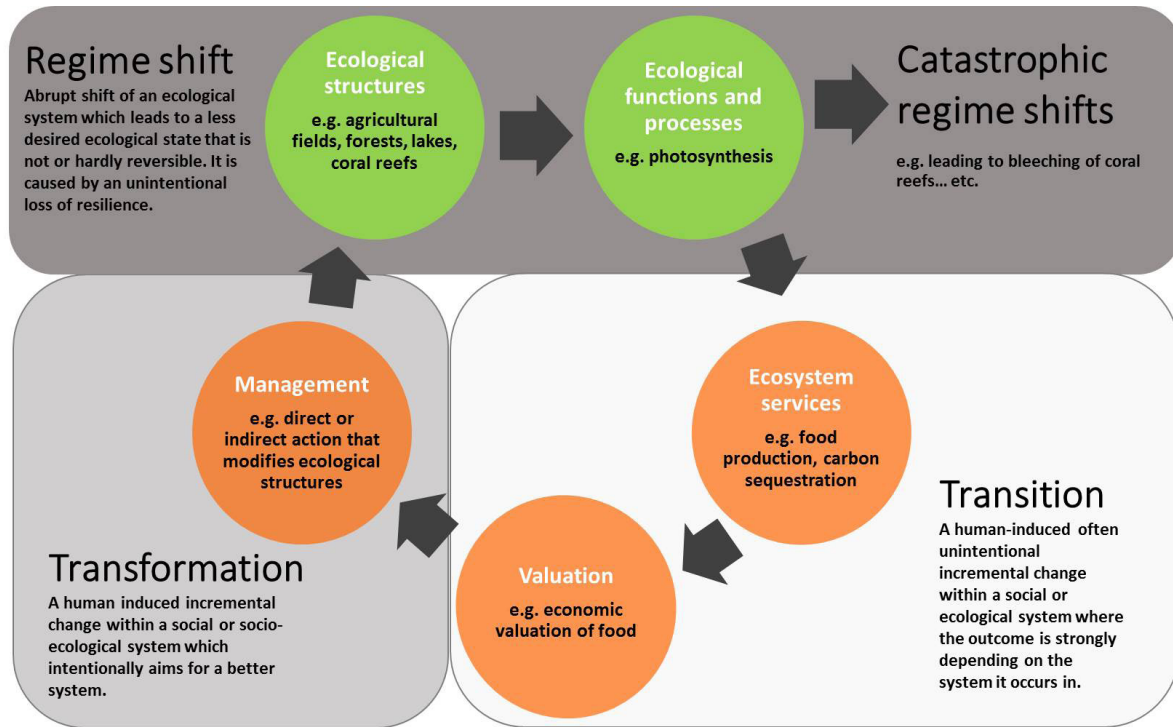 Regime shift
Abrupt shift of an ecological
system which leads to a less
desired ecological state that is
not or hardly reversible. It is
caused by an unintentional
loss of resilience.
Ecological
structures
e.g. agricultural
fields, forests, lakes,
coral reefs
Ecological
functions and
processes
e.g. photosynthesis
Catastrophic
regime shifts
e.g. leading to bleeching of coral
reefs... etc.
Management
e.g. direct or
indirect action that
modifies ecological
structures
Ecosystem
services
e.g. food
production, carbon
sequestration
Transformation
A human induced incremental
change within a social or socio-
ecological system which
intentionally aims for a better
system.
Valuation
e.g. economic
valuation of food
Transition
A human-induced often
unintentional
incremental change
within a social or
ecological system where
the outcome is strongly
depending on the
system it occurs in.